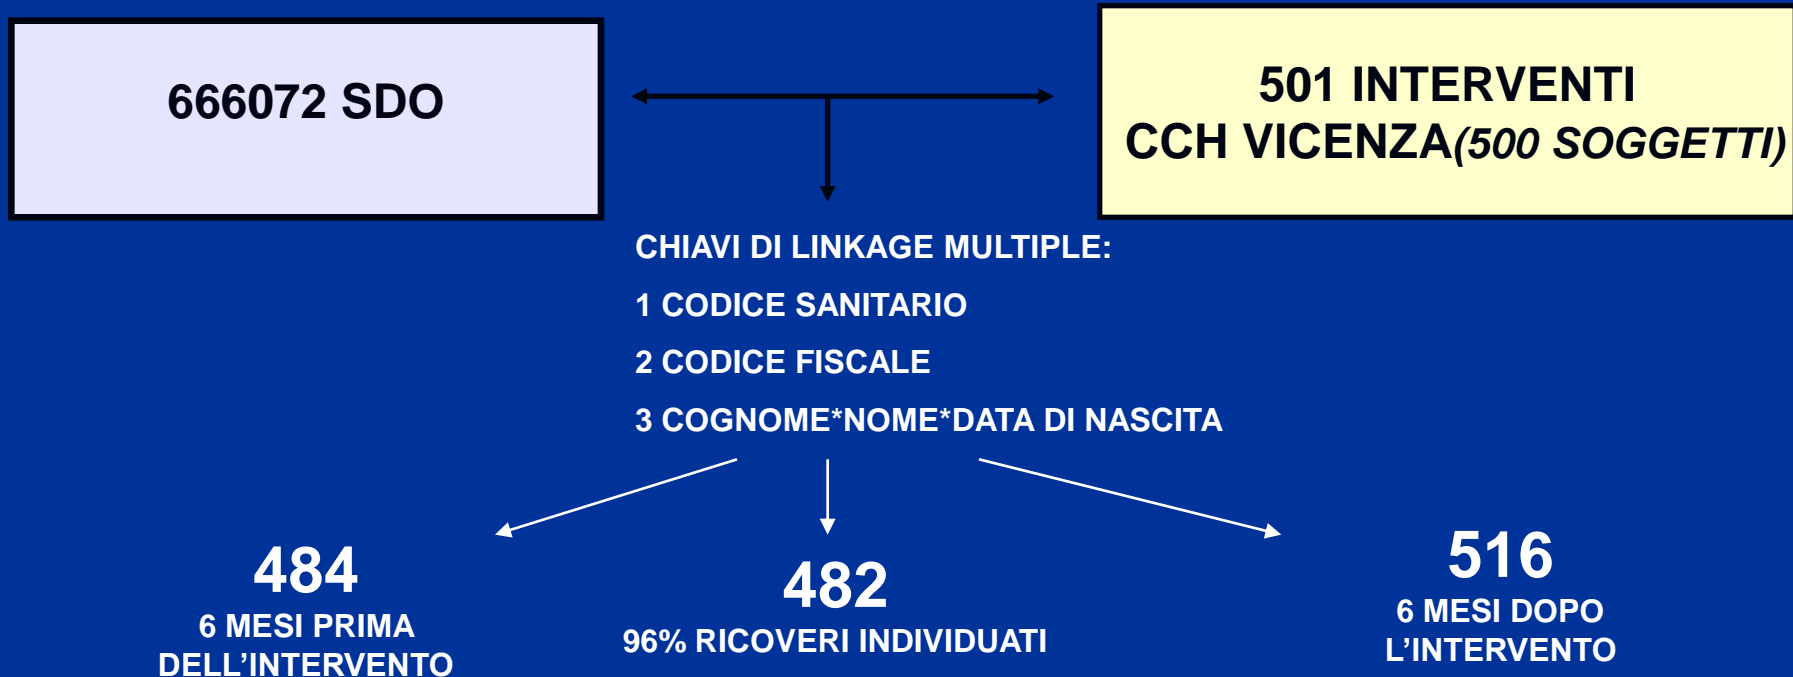 666072 SDO
501 INTERVENTI
CCH VICENZA(500 SOGGETTI)
CHIAVI DI LINKAGE MULTIPLE:
1 CODICE SANITARIO
2 CODICE FISCALE
3 COGNOME*NOME*DATA DI NASCITA
484
6 MESI PRIMA
DELL’INTERVENTO
482
96% RICOVERI INDIVIDUATI
516
6 MESI DOPO
L’INTERVENTO